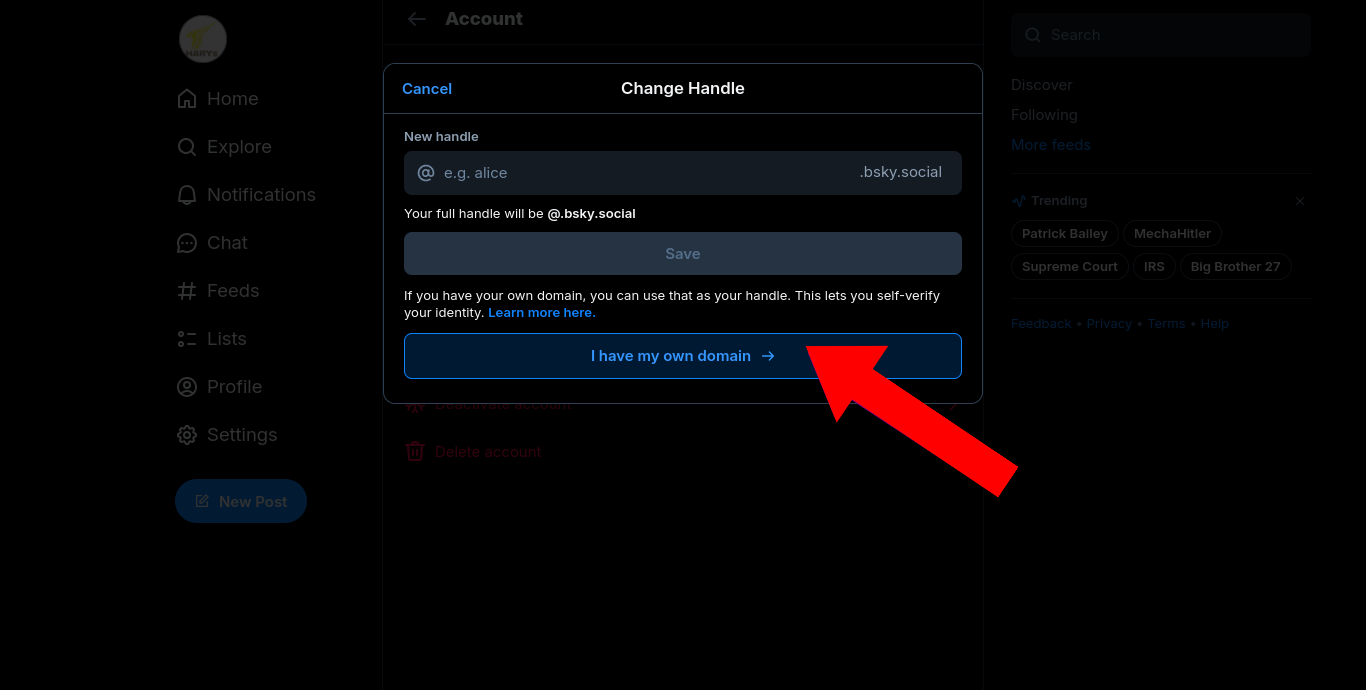 Account
HARYs
Home
Explore
Notifications
Chat
Feeds
Lists
Profile
Settings
New Post
Cancel
Change Handle
New handle
@ e.g. alice .bsky.social
Your full handle will be @.bsky.social
Save
If you have your own domain, you can use that as your handle. This lets you self-verify
your identity. Learn more here.
I have my own domain →
Deactivate account
Delete account
Search
Discover
Following
More feeds
Trending
Patrick Bailey MechaHitler
Supreme Court IRS Big Brother 27
Feedback • Privacy • Terms • Help